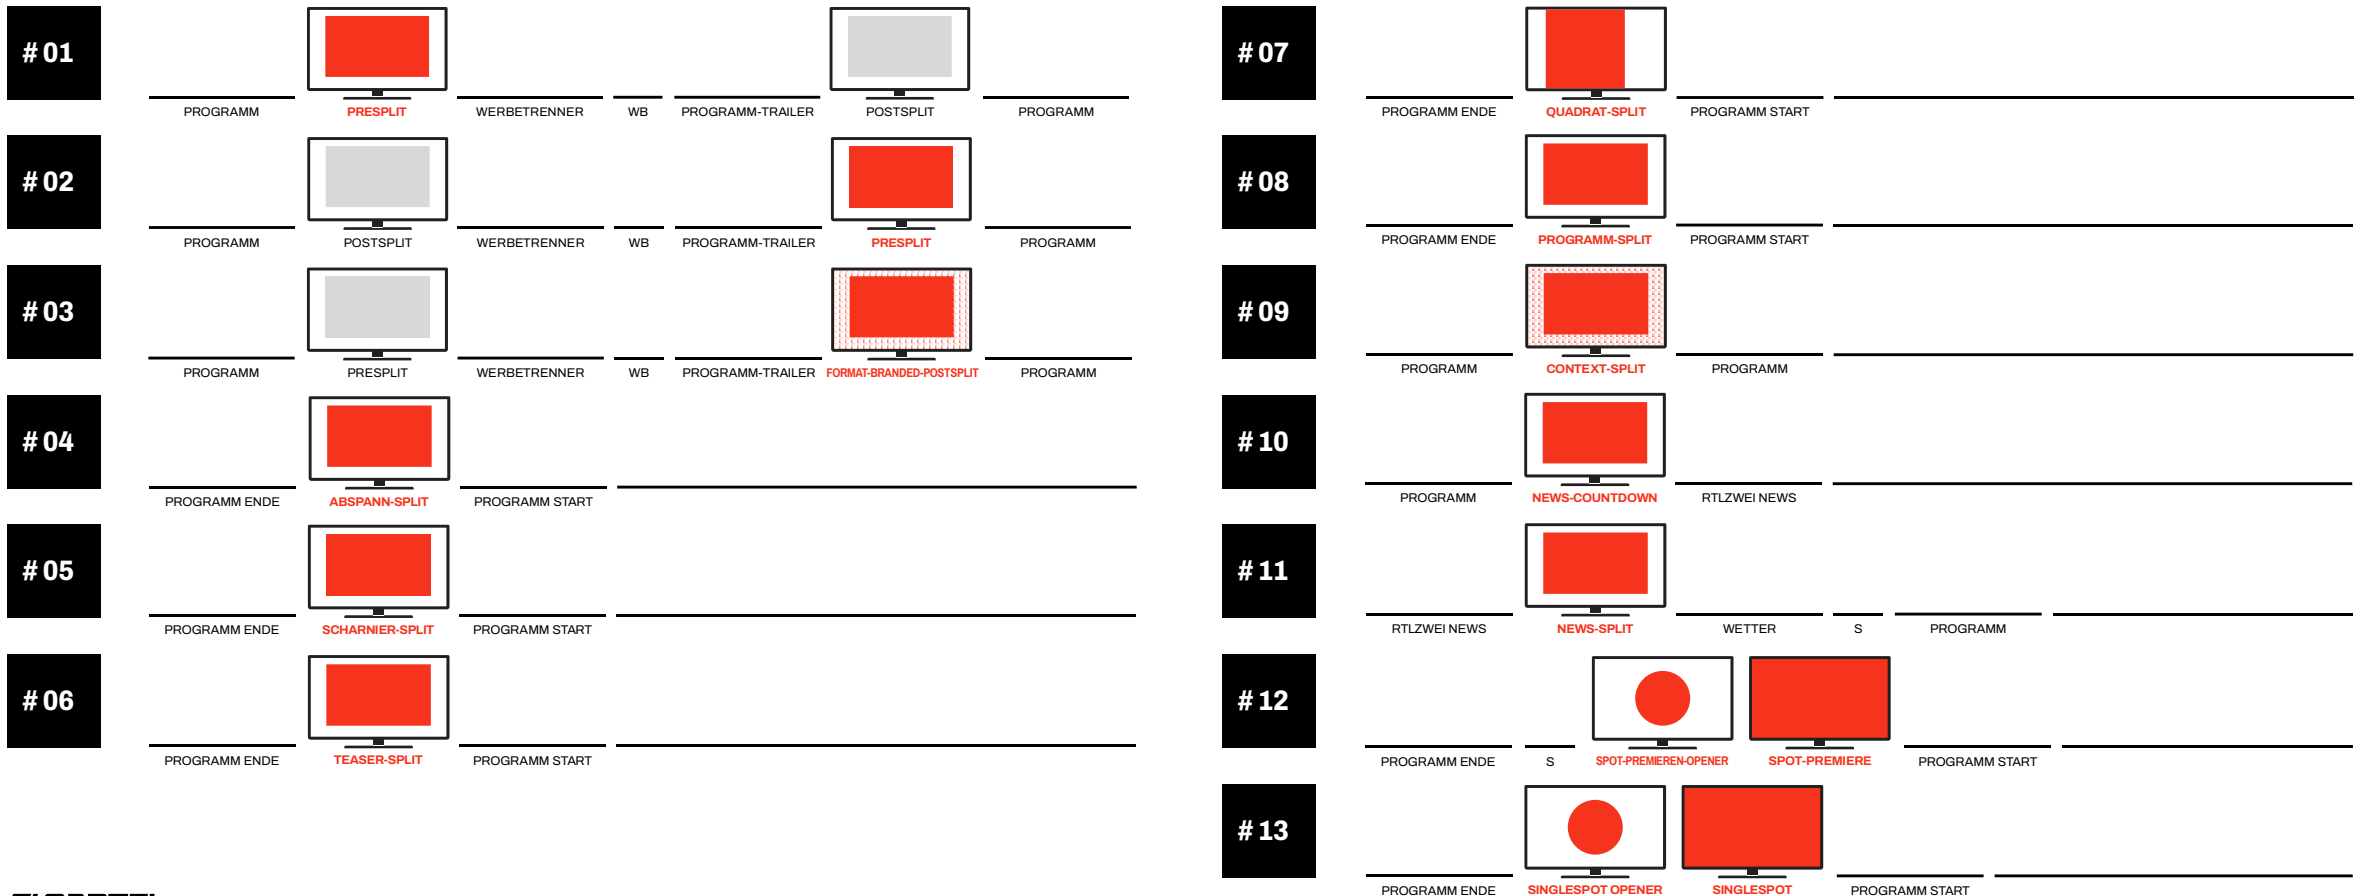 # 01
PROGRAMM PRESPLIT WERBETRENNER WB PROGRAMM-TRAILER POSTSPLIT PROGRAMM
# 02
PROGRAMM POSTSPLIT WERBETRENNER WB PROGRAMM-TRAILER PRESPLIT PROGRAMM
# 03
PROGRAMM PRESPLIT WERBETRENNER WB PROGRAMM-TRAILER FORMAT-BRANDED-POSTSPLIT PROGRAMM
# 04
PROGRAMM ENDE ABSPANN-SPLIT PROGRAMM START
# 05
PROGRAMM ENDE SCHARNIER-SPLIT PROGRAMM START
# 06
PROGRAMM ENDE TEASER-SPLIT PROGRAMM START
# 07
PROGRAMM ENDE QUADRAT-SPLIT PROGRAMM START
# 08
PROGRAMM ENDE PROGRAMM-SPLIT PROGRAMM START
# 09
PROGRAMM CONTEXT-SPLIT PROGRAMM
# 10
PROGRAMM NEWS-COUNTDOWN RTLZWEI NEWS
# 11
RTLZWEI NEWS NEWS-SPLIT WETTER S PROGRAMM
# 12
PROGRAMM ENDE S SPOT-PREMIEREN-OPENER SPOT-PREMIERE PROGRAMM START
# 13
PROGRAMM ENDE SINGLESPOT OPENER SINGLESPOT PROGRAMM START